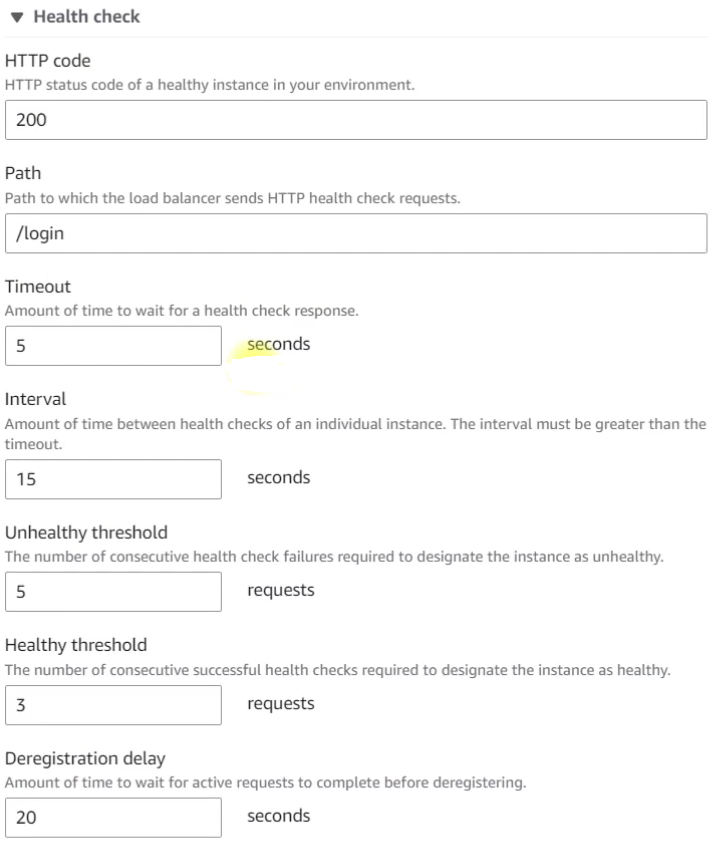 Health check
HTTP code
HTTP status code of a healthy instance in your environment.
200
Path
Path to which the load balancer sends HTTP health check requests.
/login
Timeout
Amount of time to wait for a health check response.
5 seconds
Interval
Amount of time between health checks of an individual instance. The interval must be greater than the
timeout.
15 seconds
Unhealthy threshold
The number of consecutive health check failures required to designate the instance as unhealthy.
5 requests
Healthy threshold
The number of consecutive successful health checks required to designate the instance as healthy.
3 requests
Deregistration delay
Amount of time to wait for active requests to complete before deregistering.
20 seconds